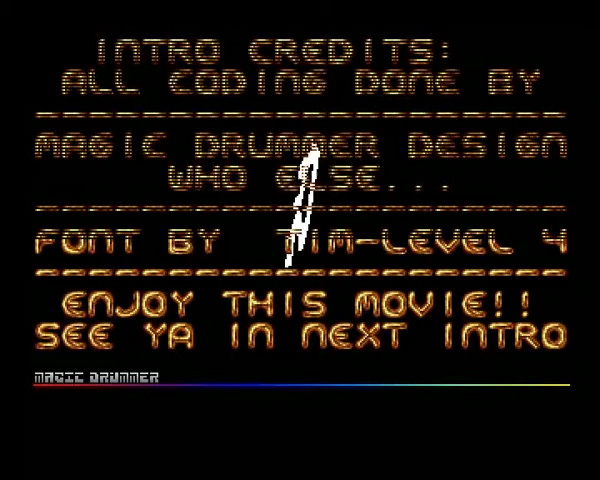 INTRO CREDITS:
ALL CODING DONE BY
--------------------
MAGIC DRUMMER DESIGN
WHO ELSE...
--------------------
FONT BY TIM-LEVEL 4
--------------------
ENJOY THIS MOVIE!!
SEE YA IN NEXT INTRO
MAGIC DRUMMER